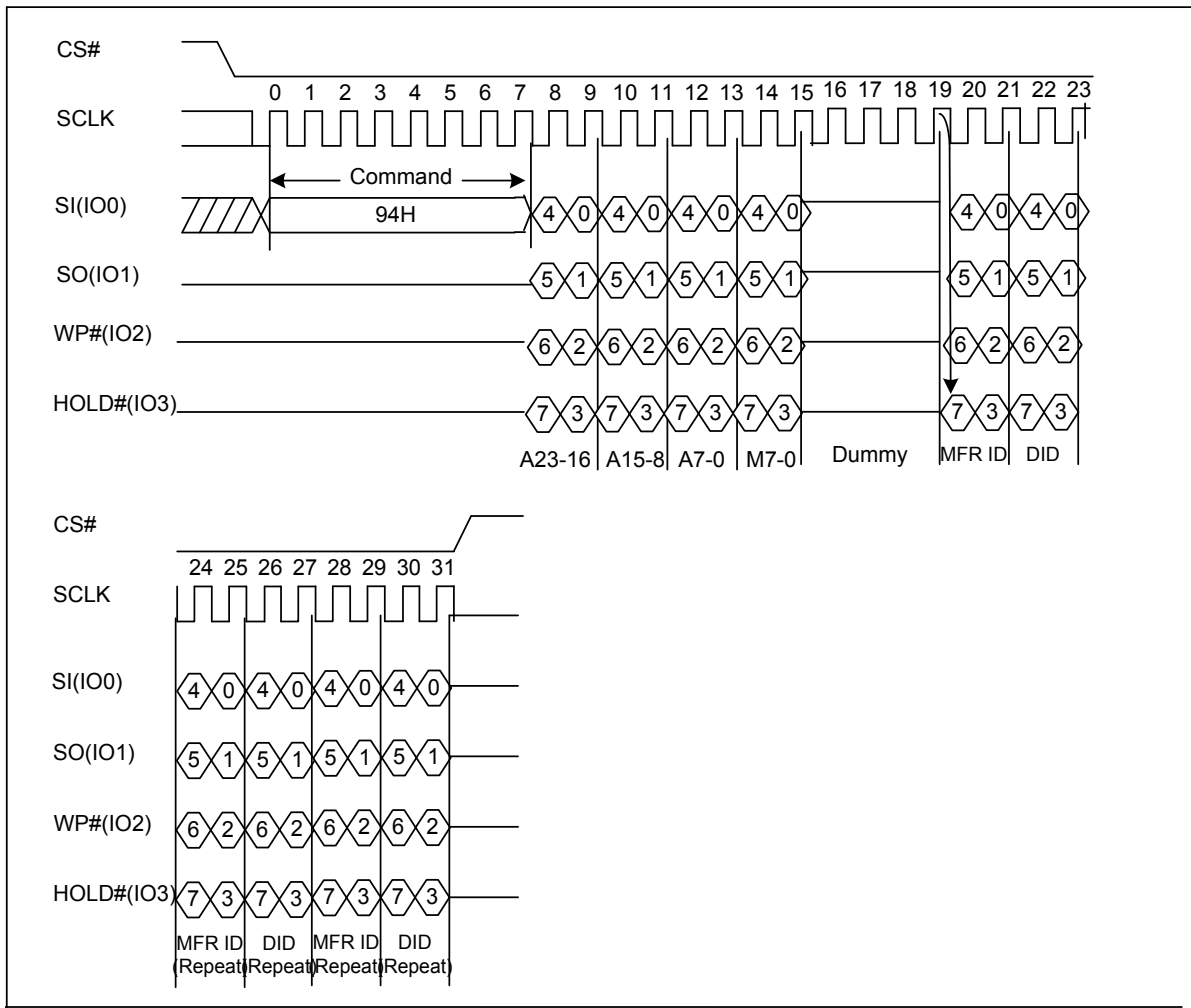 CS#
0 1 2 3 4 5 6 7 8 9 10 11 12 13 14 15 16 17 18 19 20 21 22 23
SCLK
Command
SI(IO0)
94H
4 0 4 0 4 0 4 0 4 0 4 0
SO(IO1)
5 1 5 1 5 1 5 1 5 1 5 1
WP#(IO2)
6 2 6 2 6 2 6 2 6 2 6 2
HOLD#(IO3)
7 3 7 3 7 3 7 3 7 3 7 3
A23-16 A15-8 A7-0 M7-0 Dummy MFR ID DID
CS#
24 25 26 27 28 29 30 31
SCLK
SI(IO0)
4 0 4 0 4 0 4 0
SO(IO1)
5 1 5 1 5 1 5 1
WP#(IO2)
6 2 6 2 6 2 6 2
HOLD#(IO3)
7 3 7 3 7 3 7 3
MFR ID DID MFR ID DID
(Repeat) (Repeat) (Repeat) (Repeat)